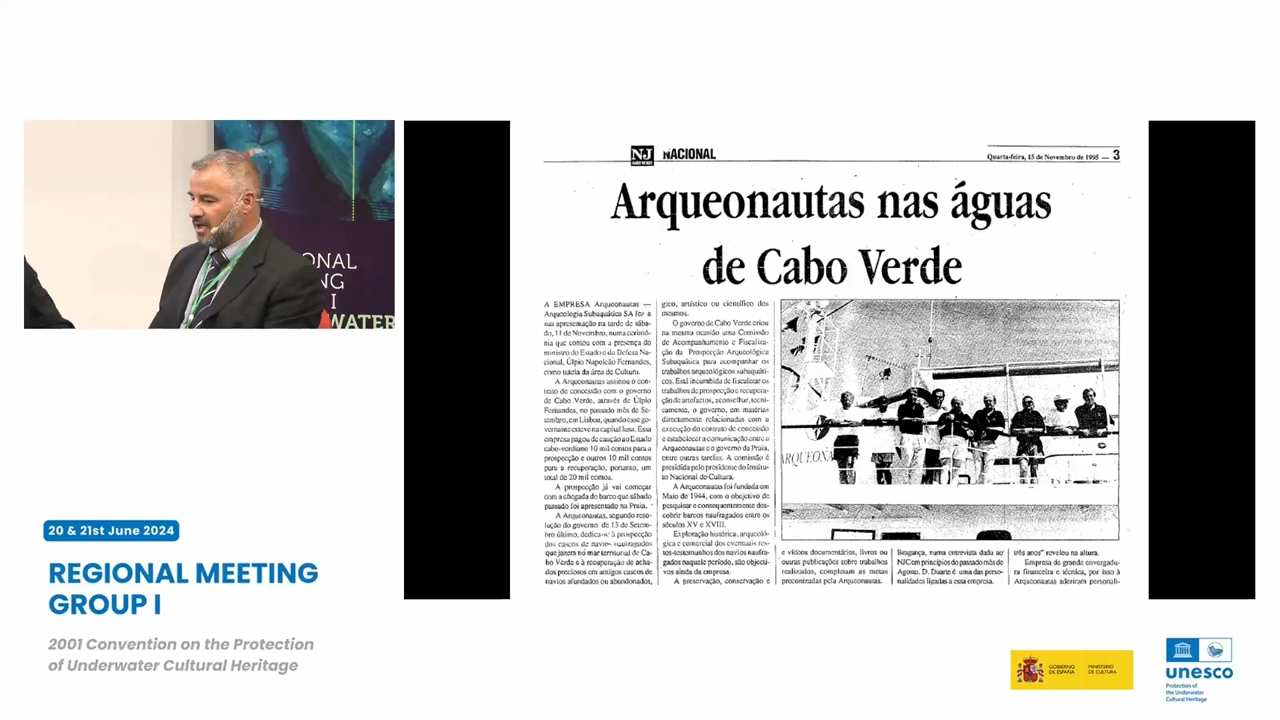 ONAL
NG
I
WATER
20 & 21st June 2024
REGIONAL MEETING
GROUP I
2001 Convention on the Protection
of Underwater Cultural Heritage
NJ
NACIONAL
Quarta-feira, 15 de Novembro de 1995 — 3
Arqueonautas nas águas
de Cabo Verde
A EMPRESA Arqueonautas —
Arqueologia Subaquática SA fez a
sua apresentação na tarde de sába-
do, 11 de Novembro, numa cerimó-
nia que contou com a presença do
ministro do Estado e da Defesa Na-
cional, Úlpio Napoleão Fernandes,
como tutela da área de Cultura.
A Arqueonautas assinou o con-
trato de concessão com o governo
de Cabo Verde, através de Úlpio
Fernandes, no passado mês de Se-
tembro, em Lisboa, quando esse go-
vernante esteve na capital lusa. Essa
empresa pagou de caução ao Estado
cabo-verdiano 10 mil contos para a
prospecção e outros 10 mil contos
para a recuperação, portanto, um
total de 20 mil contos.
A prospecção já vai começar
com a chegada do barco que sábado
passado foi apresentado na Praia.
A Arqueonautas, segundo reso-
lução do governo de 13 de Setem-
bro último, dedica-se à prospecção
dos cascos de navios naufragados
que jazem no mar territorial de Ca-
bo Verde e à recuperação de acha-
dos preciosos em antigos cascos de
navios afundados ou abandonados,
gico, artístico ou científico dos
mesmos.
O governo de Cabo Verde criou
na mesma ocasião uma Comissão
de Acompanhamento e Fiscaliza-
ção da Prospecção Arqueológica
Subaquática para acompanhar os
trabalhos arqueológicos subaquáti-
cos. Está incumbida de fiscalizar os
trabalhos de prospecção e recupera-
ção de artefactos, aconselhar, tecni-
camente, o governo, em matérias
directamente relacionadas com a
execução do contrato de concessão
e estabelecer a comunicação entre a
Arqueonautas e o governo da Praia,
entre outras tarefas. A comissão é
presidida pelo presidente do Institu-
to Nacional de Cultura.
A Arqueonautas foi fundada em
Maio de 1944, com o objectivo de
pesquisar e consequentemente des-
cobrir barcos naufragados entre os
séculos XV e XVIII.
Exploração histórica, arqueoló-
gica e comercial dos eventuais res-
tos-testemunhos dos navios naufra-
gados naquele período, são objecti-
vos ainda da empresa.
A preservação, conservação e
ARQUEONA
e vídeos documentários, livros ou
outras publicações sobre trabalhos
realizados, completam as metas
preconizadas pela Arqueonautas.
Bragança, numa entrevista dada ao
NJCem princípios do passado mês de
Agosto. D. Duarte é uma das perso-
nalidades ligadas a essa empresa.
três anos" revelou na altura.
Empresa de grande envergadu-
ra financeira e técnica, por isso à
Arqueonautas aderiram personali-
GOBIERNO
DE ESPAÑA
MINISTERIO
DE CULTURA
unesco
Protection of
the Underwater
Cultural Heritage